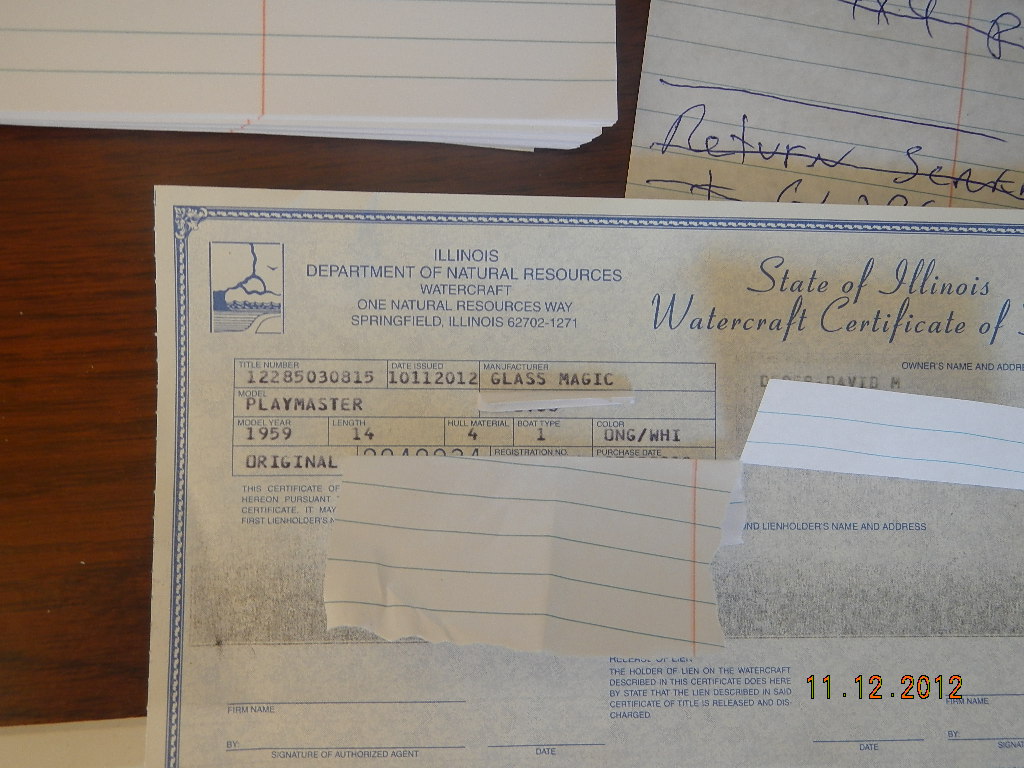 Return
ILLINOIS
DEPARTMENT OF NATURAL RESOURCES
WATERCRAFT
ONE NATURAL RESOURCES WAY
SPRINGFIELD, ILLINOIS 62702-1271
State of Illinois
Watercraft Certificate of
TITLE NUMBER DATE ISSUED MANUFACTURER
12285030815 10112012 GLASS MAGIC
MODEL
PLAYMASTER
MODEL YEAR LENGTH HULL MATERIAL BOAT TYPE COLOR
1959 14 4 1 ONG/WHI
ORIGINAL REGISTRATION NO. PURCHASE DATE
OWNER'S NAME AND
DAVID M
THIS CERTIFICATE OF
HEREON PURSUANT
CERTIFICATE. IT MAY
FIRST LIENHOLDER'S
LIENHOLDER'S NAME AND ADDRESS
RELEASE OF LIEN
THE HOLDER OF LIEN ON THE WATERCRAFT
DESCRIBED IN THIS CERTIFICATE DOES HERE
BY STATE THAT THE LIEN DESCRIBED IN SAID
CERTIFICATE OF TITLE IS RELEASED AND DIS-
CHARGED.
FIRM NAME
BY:
SIGNATURE OF AUTHORIZED AGENT DATE
FIRM NAME
BY:
DATE
11.12.2012